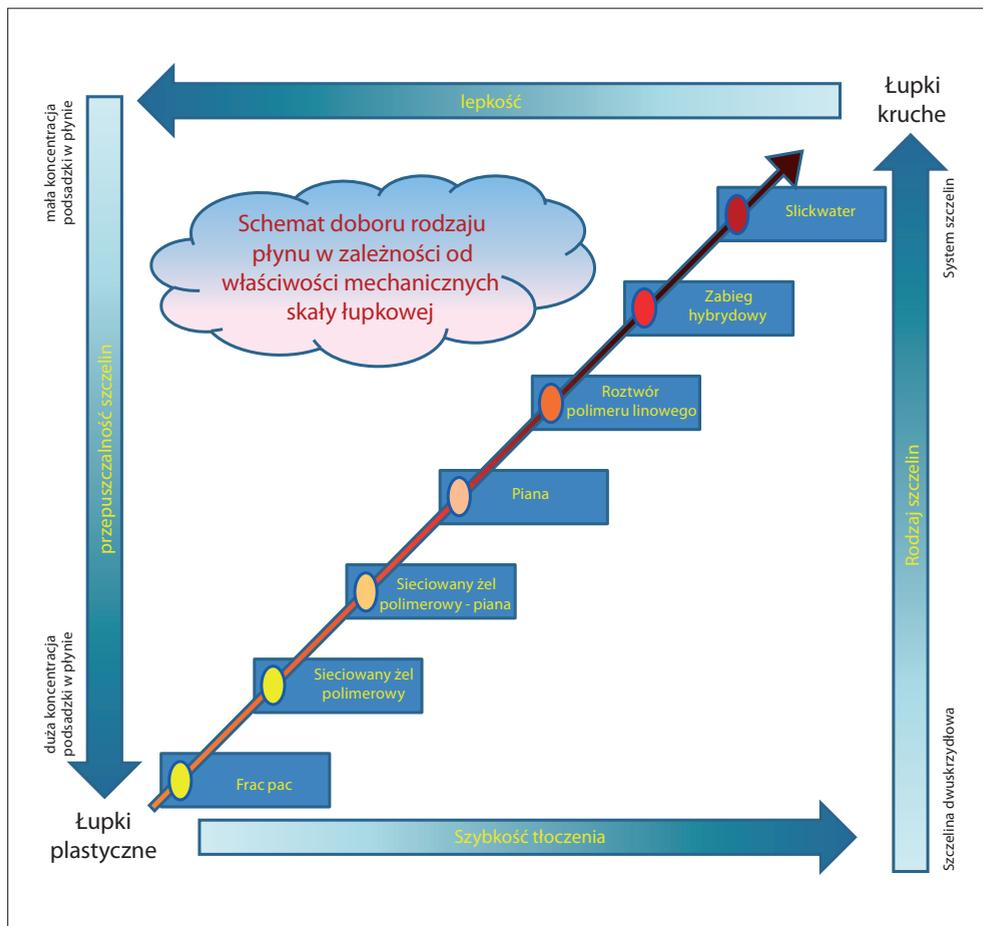 lepkość
Łupki
kruche
mała koncentracja
podsadzki w płynie
Schemat doboru rodzaju
płynu w zależności od
właściwości mechanicznych
skały łupkowej
Slickwater
System szczelin
Zabieg
hybrydowy
Roztwór
polimeru linowego
przepuszczalność szczelin
Piana
Rodzaj szczelin
Sieciowany żel
polimerowy - piana
duża koncentracja
podsadzki w płynie
Sieciowany żel
polimerowy
Frac pac
Szczelina dwuskrzydłowa
Łupki
plastyczne
Szybkość tłoczenia